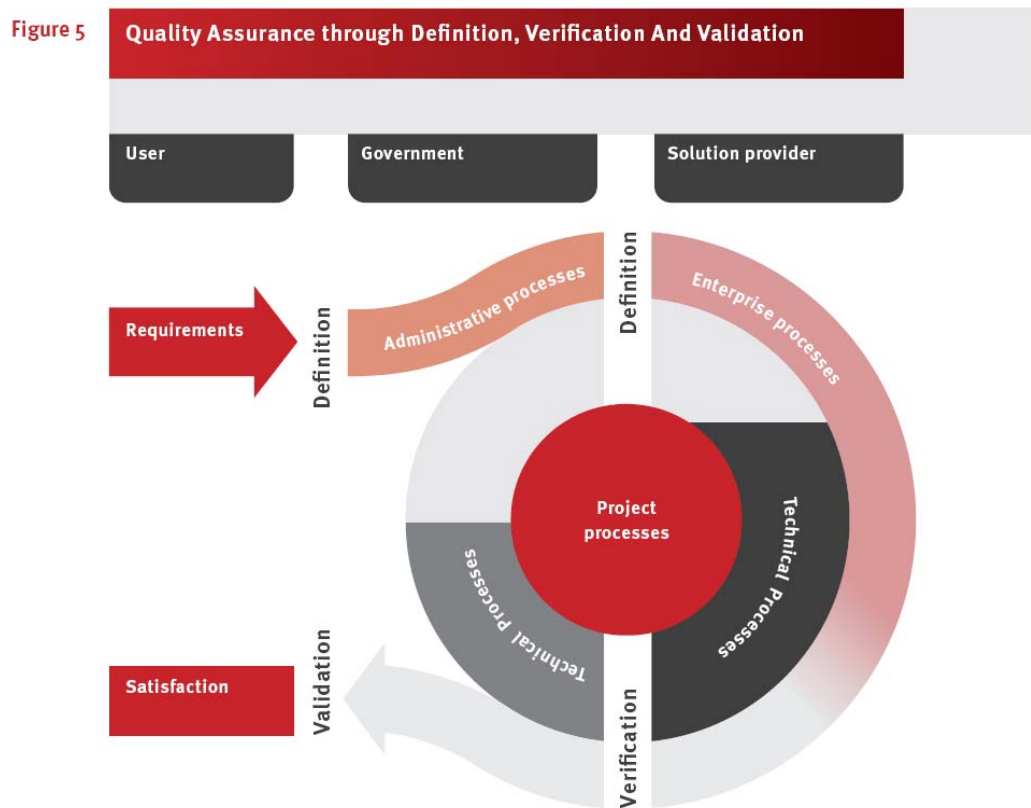 Figure 5
Quality Assurance through Definition, Verification And Validation
User
Government
Solution provider
Requirements
Definition
Administrative processes
Definition
Enterprise processes
Project
processes
Technical Processes
Technical Processes
Satisfaction
Validation
Verification